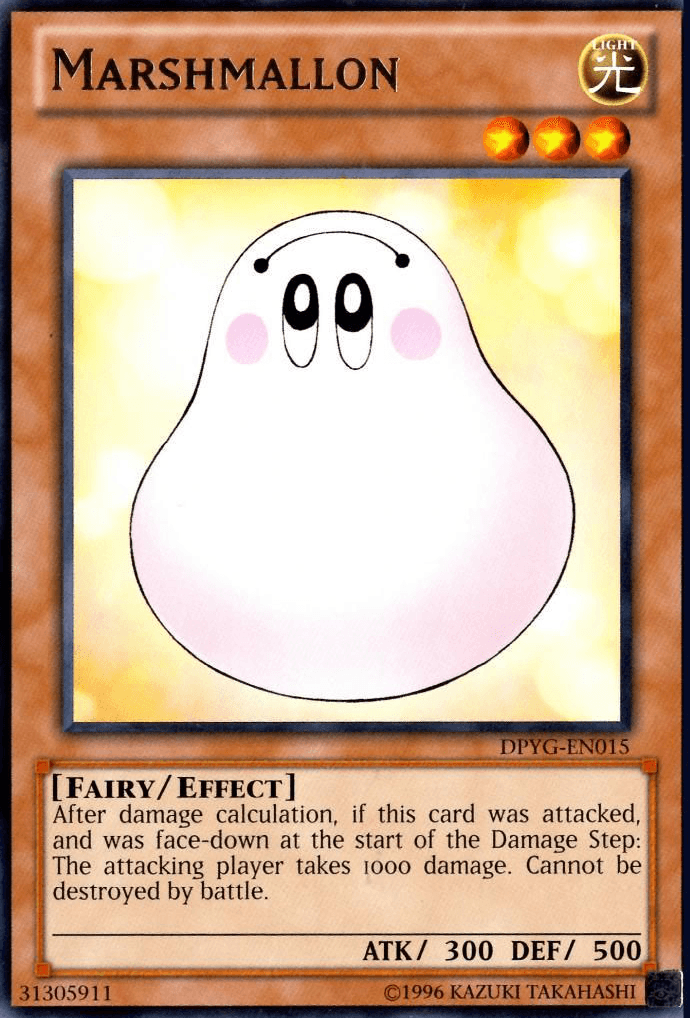 MARSHMALLON
LIGHT
光
DPYG-EN015
[FAIRY/EFFECT]
After damage calculation, if this card was attacked,
and was face-down at the start of the Damage Step:
The attacking player takes 1000 damage. Cannot be
destroyed by battle.
ATK/ 300 DEF/ 500
31305911 ©1996 KAZUKI TAKAHASHI